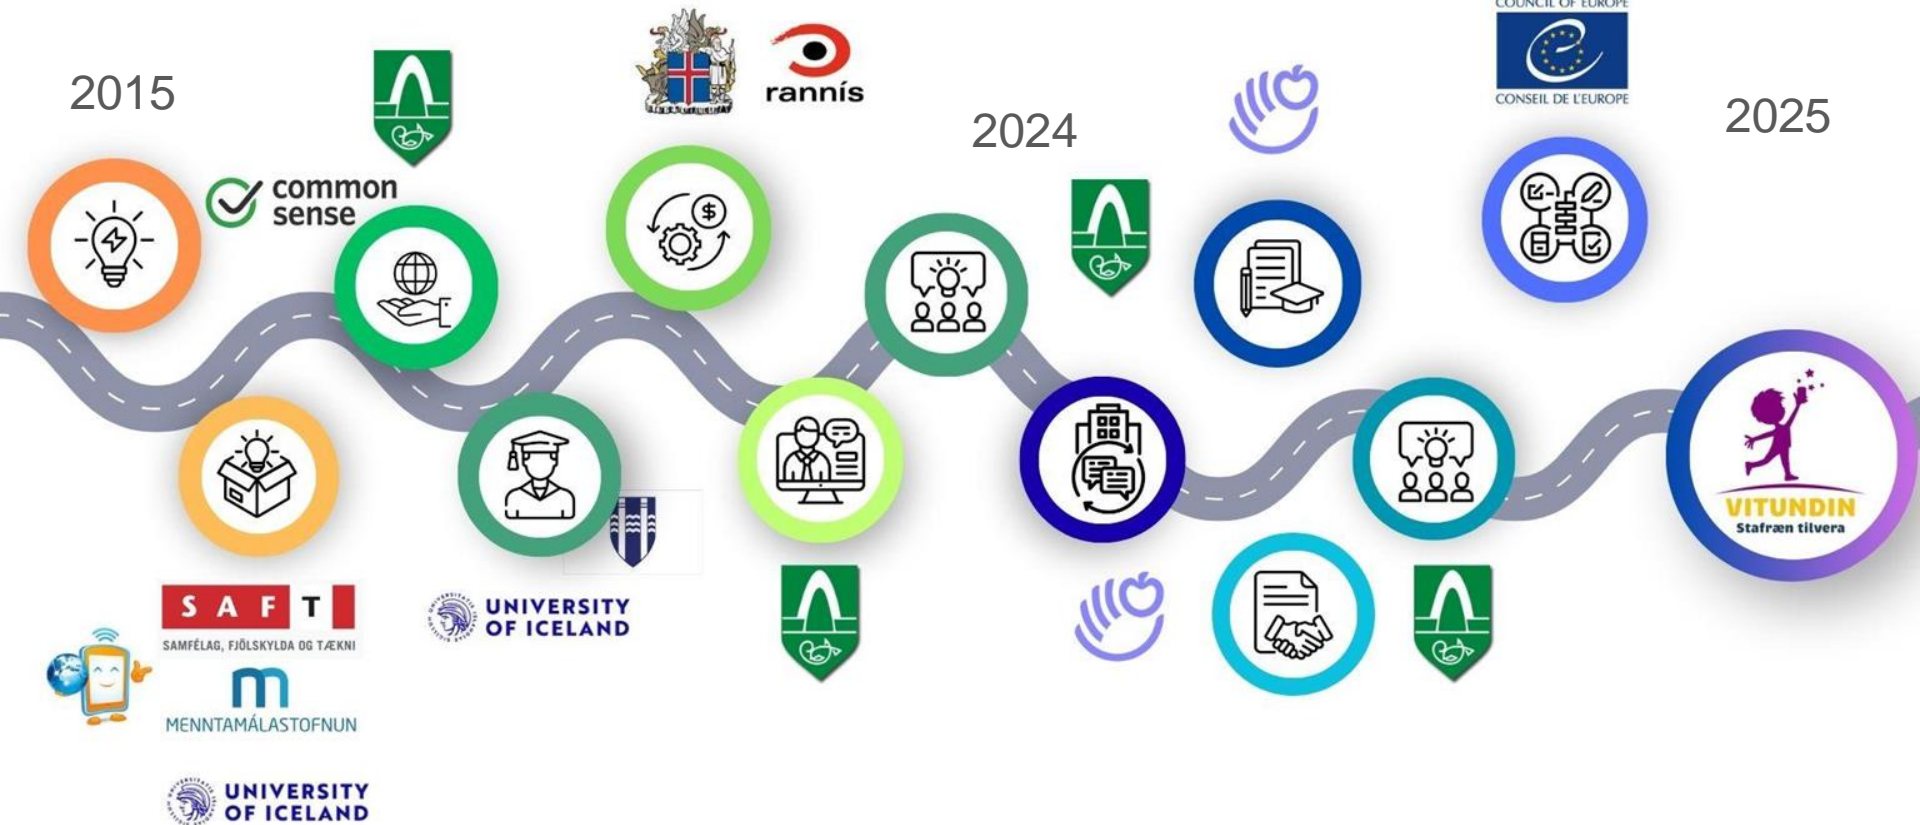 2015
common
sense
rannís
2024
COUNCIL OF EUROPE
CONSEIL DE L'EUROPE
2025
VITUNDIN
Stafræn tilvera
SAFT
SAMFÉLAG, FJÖLSKYLDA OG TÆKNI
MENNTAMÁLASTOFNUN
UNIVERSITY
OF ICELAND
UNIVERSITY
OF ICELAND